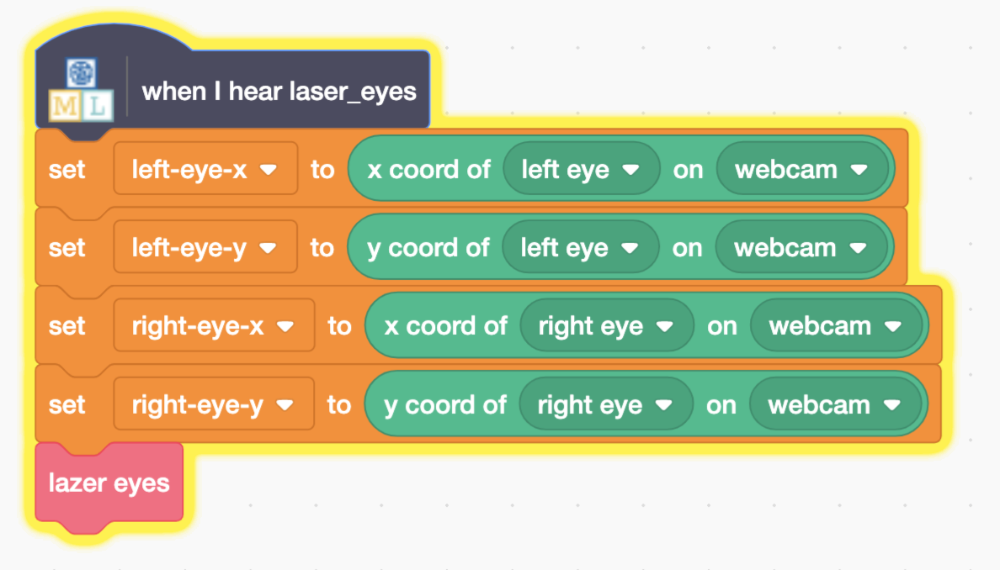 M L when I hear laser_eyes
set left-eye-x to x coord of left eye on webcam
set left-eye-y to y coord of left eye on webcam
set right-eye-x to x coord of right eye on webcam
set right-eye-y to y coord of right eye on webcam
lazer eyes